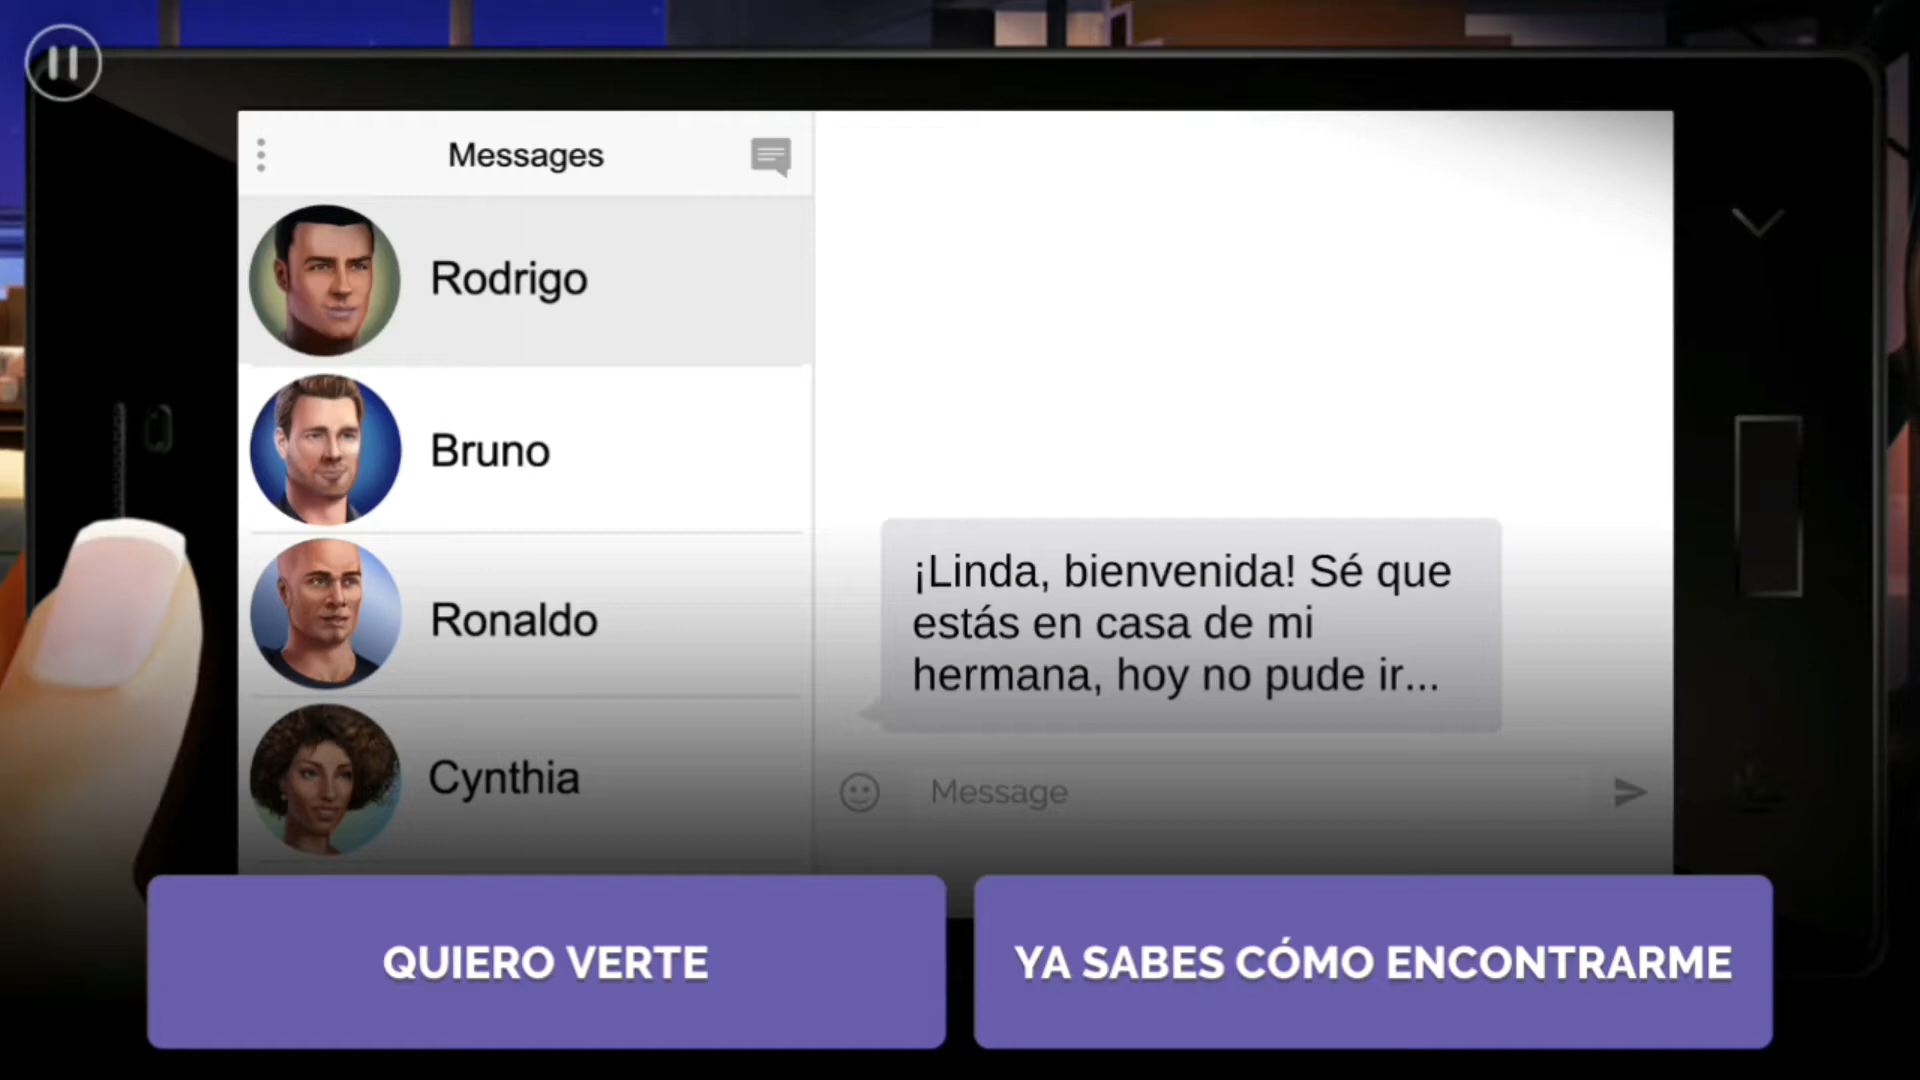 Messages
Rodrigo
Bruno
Ronaldo
Cynthia
¡Linda, bienvenida! Sé que
estás en casa de mi
hermana, hoy no pude ir...
Message
QUIERO VERTE
YA SABES CÓMO ENCONTRARME